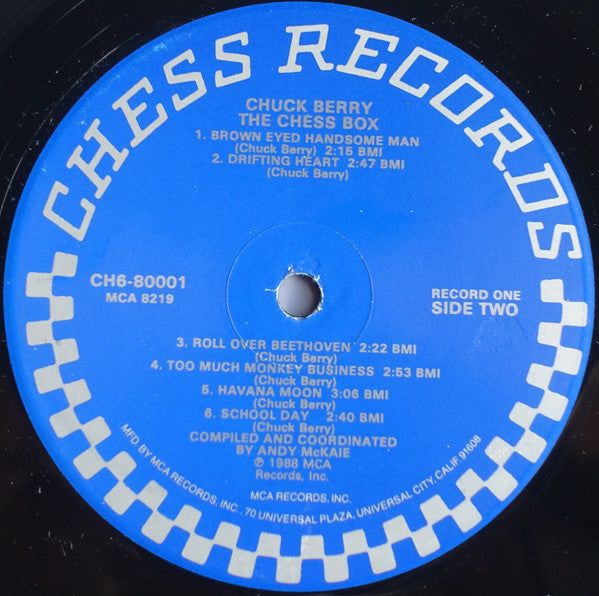 CHESS RECORDS
CHUCK BERRY
THE CHESS BOX
1. BROWN EYED HANDSOME MAN
(Chuck Berry) 2:15 BMI
2. DRIFTING HEART 2:47 BMI
(Chuck Berry)
CH6-80001
MCA 8219
RECORD ONE
SIDE TWO
3. ROLL OVER BEETHOVEN 2:22 BMI
(Chuck Berry)
4. TOO MUCH MONKEY BUSINESS 2:53 BMI
(Chuck Berry)
5. HAVANA MOON 3:06 BMI
(Chuck Berry)
6. SCHOOL DAY 2:40 BMI
(Chuck Berry)
COMPILED AND COORDINATED
BY ANDY McKAIE
℗ 1988 MCA
Records, Inc.
MCA RECORDS, INC.
MFD. BY MCA RECORDS, INC., 70 UNIVERSAL PLAZA, UNIVERSAL CITY, CALIF 91608